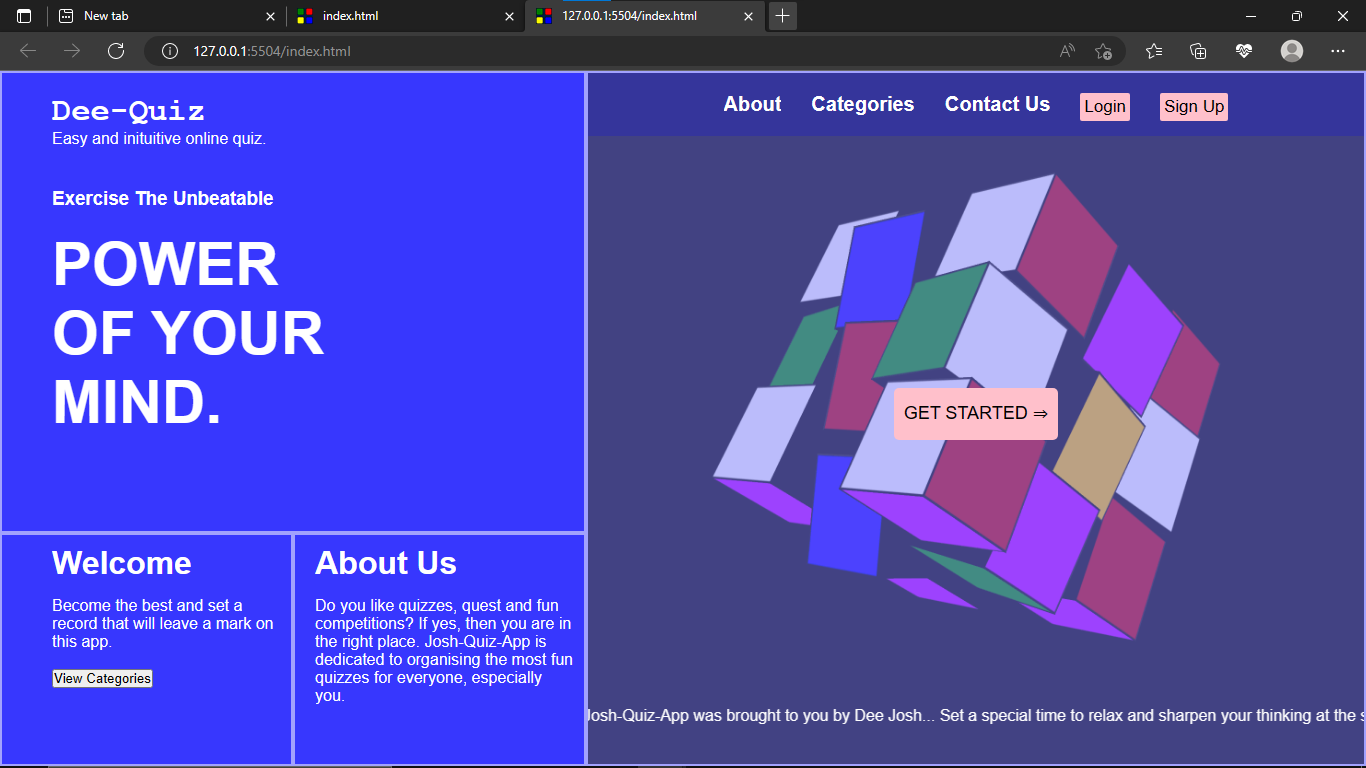 New tab
index.html
127.0.0.1:5504/index.html
127.0.0.1:5504/index.html
Dee-Quiz
Easy and inituitive online quiz.
Exercise The Unbeatable
POWER
OF YOUR
MIND.
Welcome
Become the best and set a
record that will leave a mark on
this app.
View Categories
About Us
Do you like quizzes, quest and fun
competitions? If yes, then you are in
the right place. Josh-Quiz-App is
dedicated to organising the most fun
quizzes for everyone, especially
you.
About Categories Contact Us Login Sign Up
GET STARTED ⇒
Josh-Quiz-App was brought to you by Dee Josh... Set a special time to relax and sharpen your thinking at the